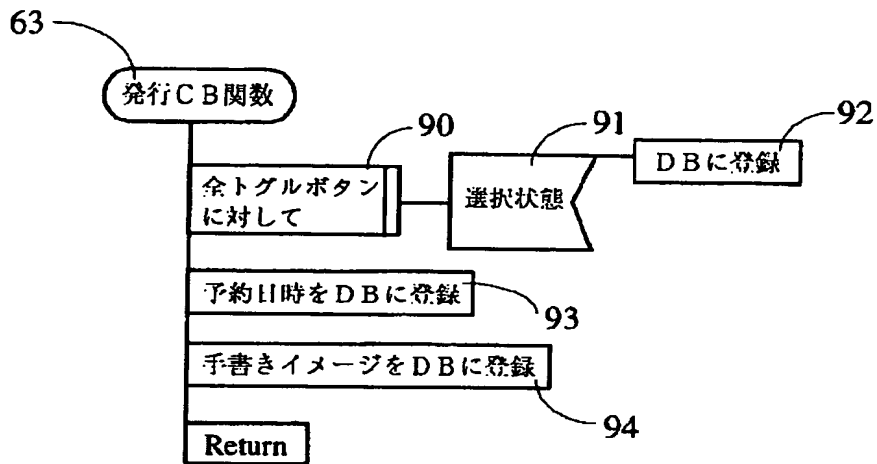 63
発行CB関数
90
全トグルボタン
に対して
91
選択状態
92
DBに登録
予約日時をDBに登録
93
手書きイメージをDBに登録
94
Return